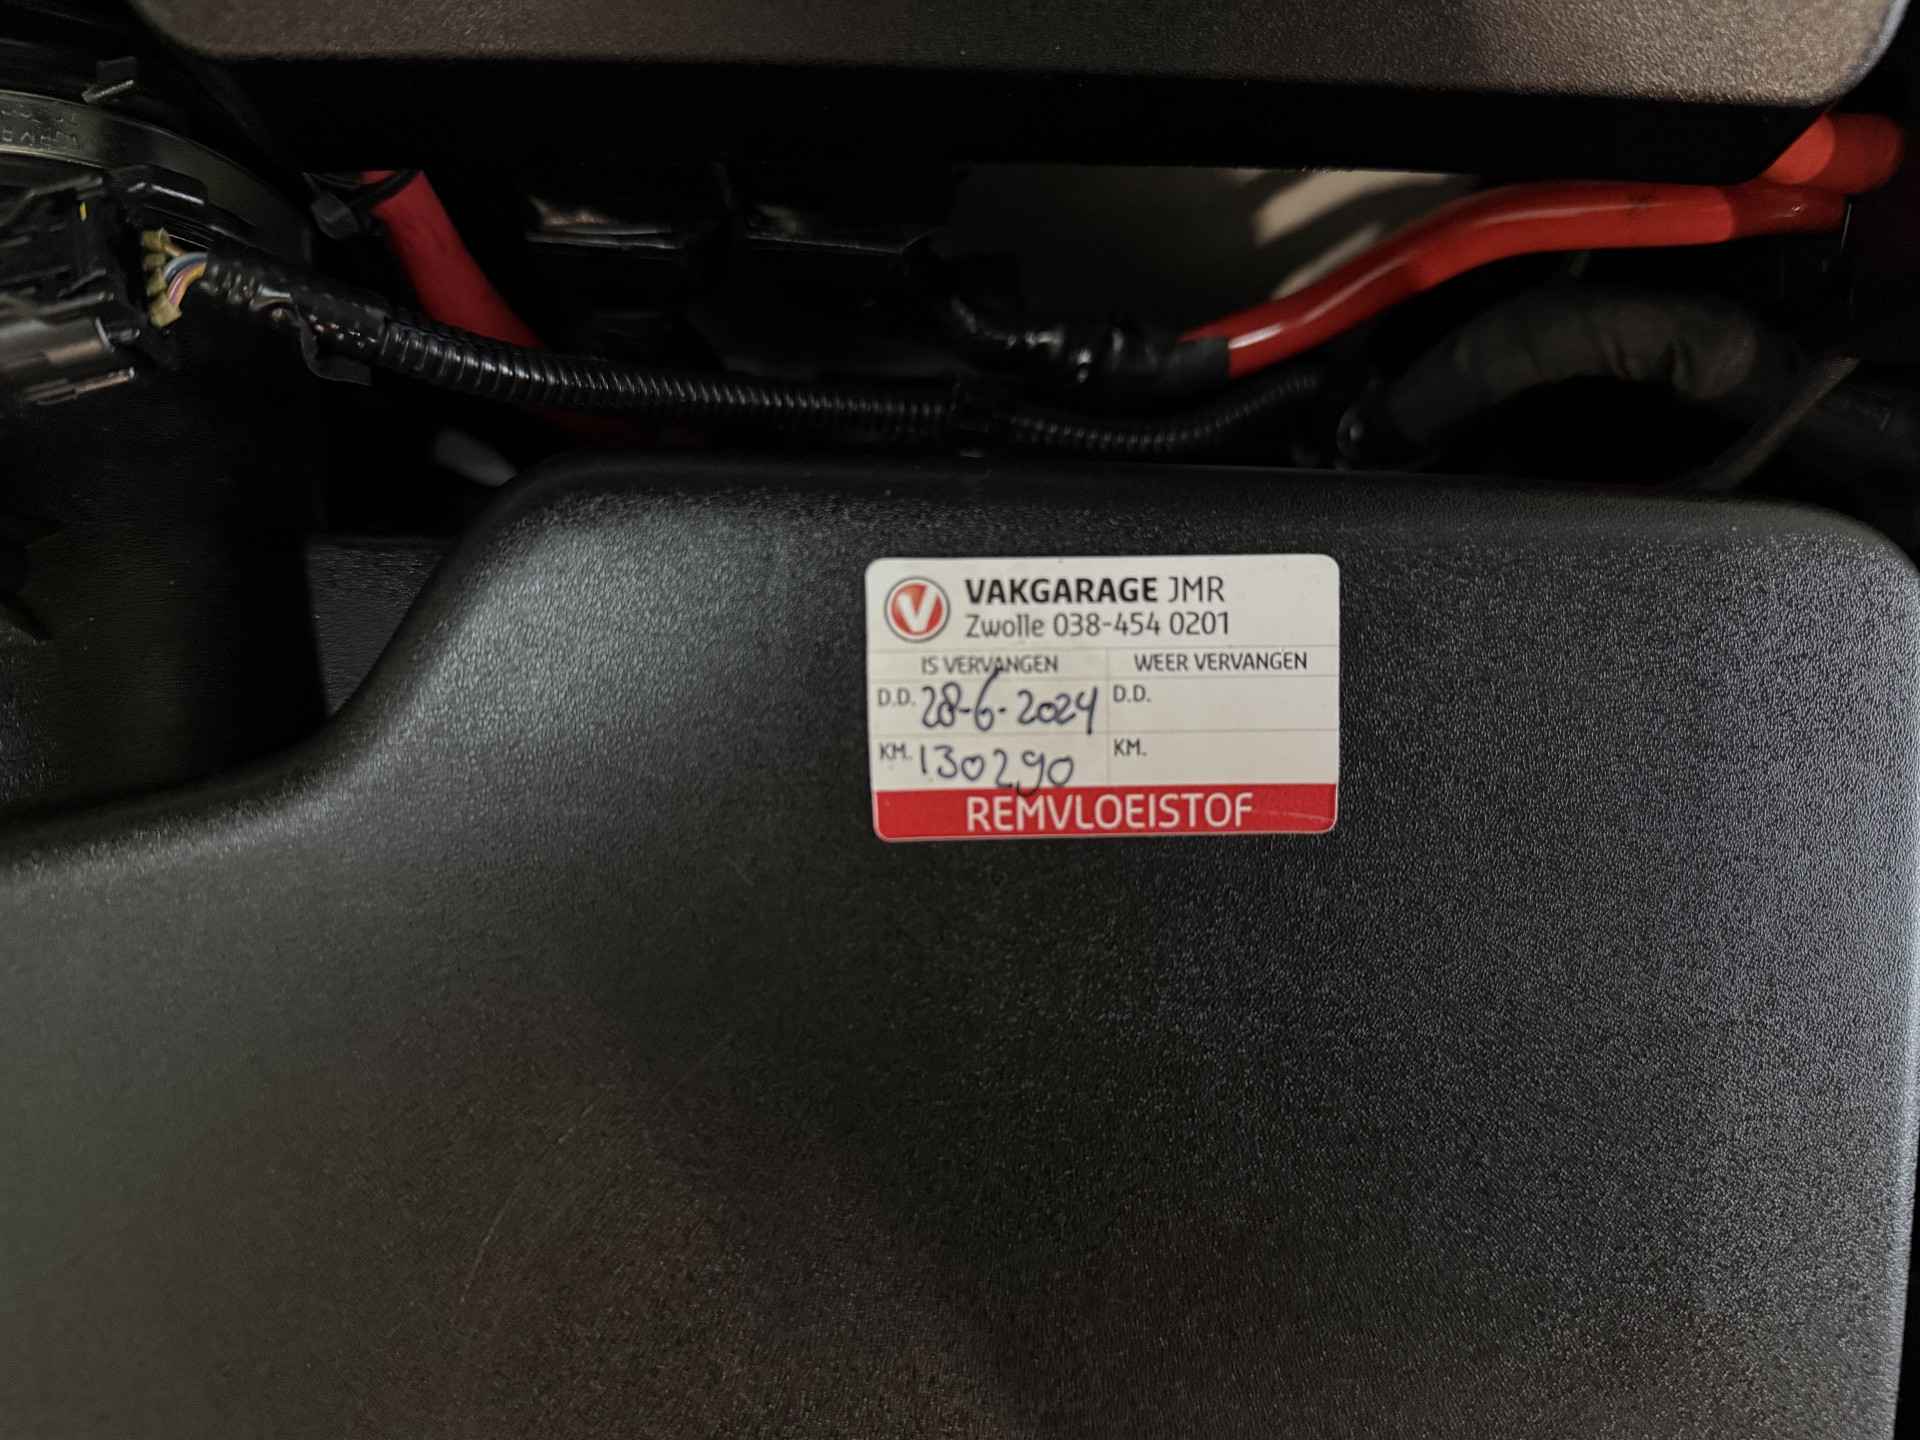 VAKGARAGE JMR
Zwolle 038-454 0201
IS VERVANGEN WEER VERVANGEN
D.D. 28-6-2024 D.D.
KM. 130290 KM.
REMVLOEISTOF